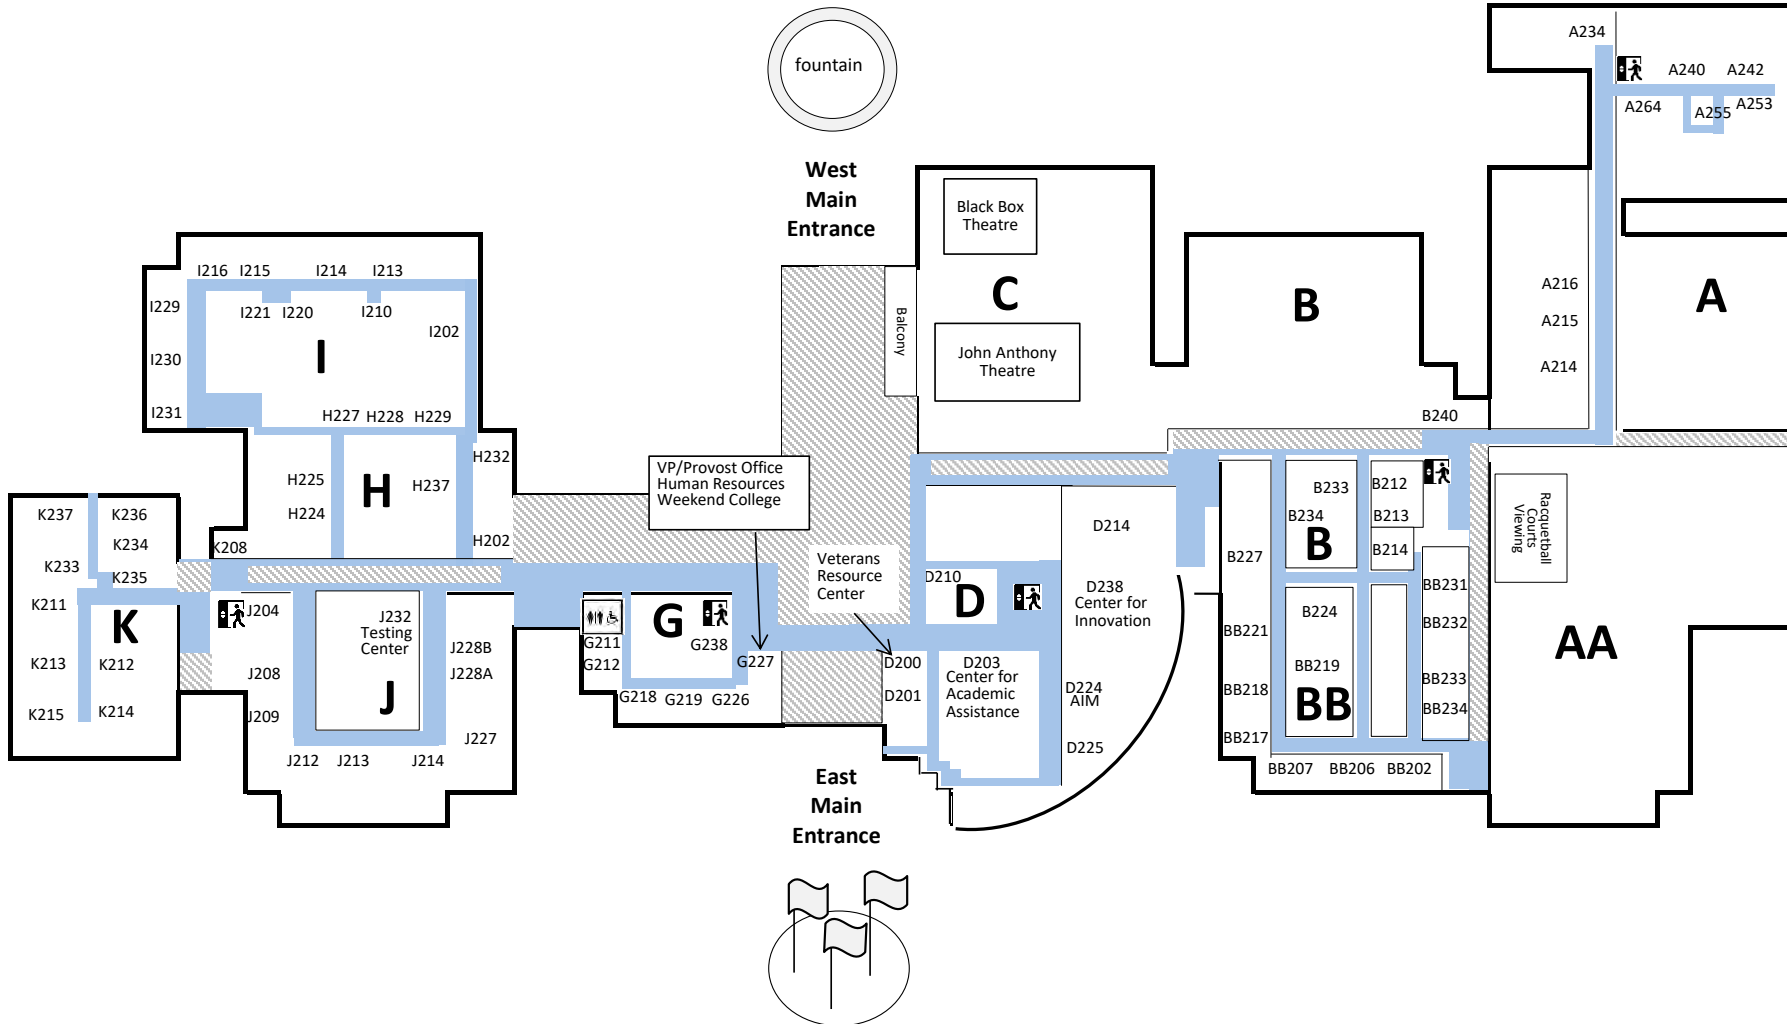 fountain
West
Main
Entrance
A234
A240
A242
A264
A255
A253
Black Box
Theatre
C
B
A
Balcony
John Anthony
Theatre
A216
A215
A214
B240
I216
I215
I214
I213
I229
I221
I220
I210
I202
I
I230
I231
H227
H228
H229
H232
H225
H
H237
H224
H202
VP/Provost Office
Human Resources
Weekend College
Veterans
Resource
Center
K237
K236
K234
K208
K233
K235
K211
K
K213
K212
K215
K214
J204
J232
Testing
Center
J208
J228B
J228A
J209
J
J227
J212
J213
J214
G
G211
G212
G238
G227
G218
G219
G226
D214
D210
D
D238
Center for
Innovation
D200
D201
D203
Center for
Academic
Assistance
D224
AIM
D225
B233
B212
B234
B213
B
B214
B227
B224
BB231
BB221
BB232
BB219
BB218
BB
BB233
BB234
BB217
BB207
BB206
BB202
Racquetball
Courts
Viewing
AA
East
Main
Entrance